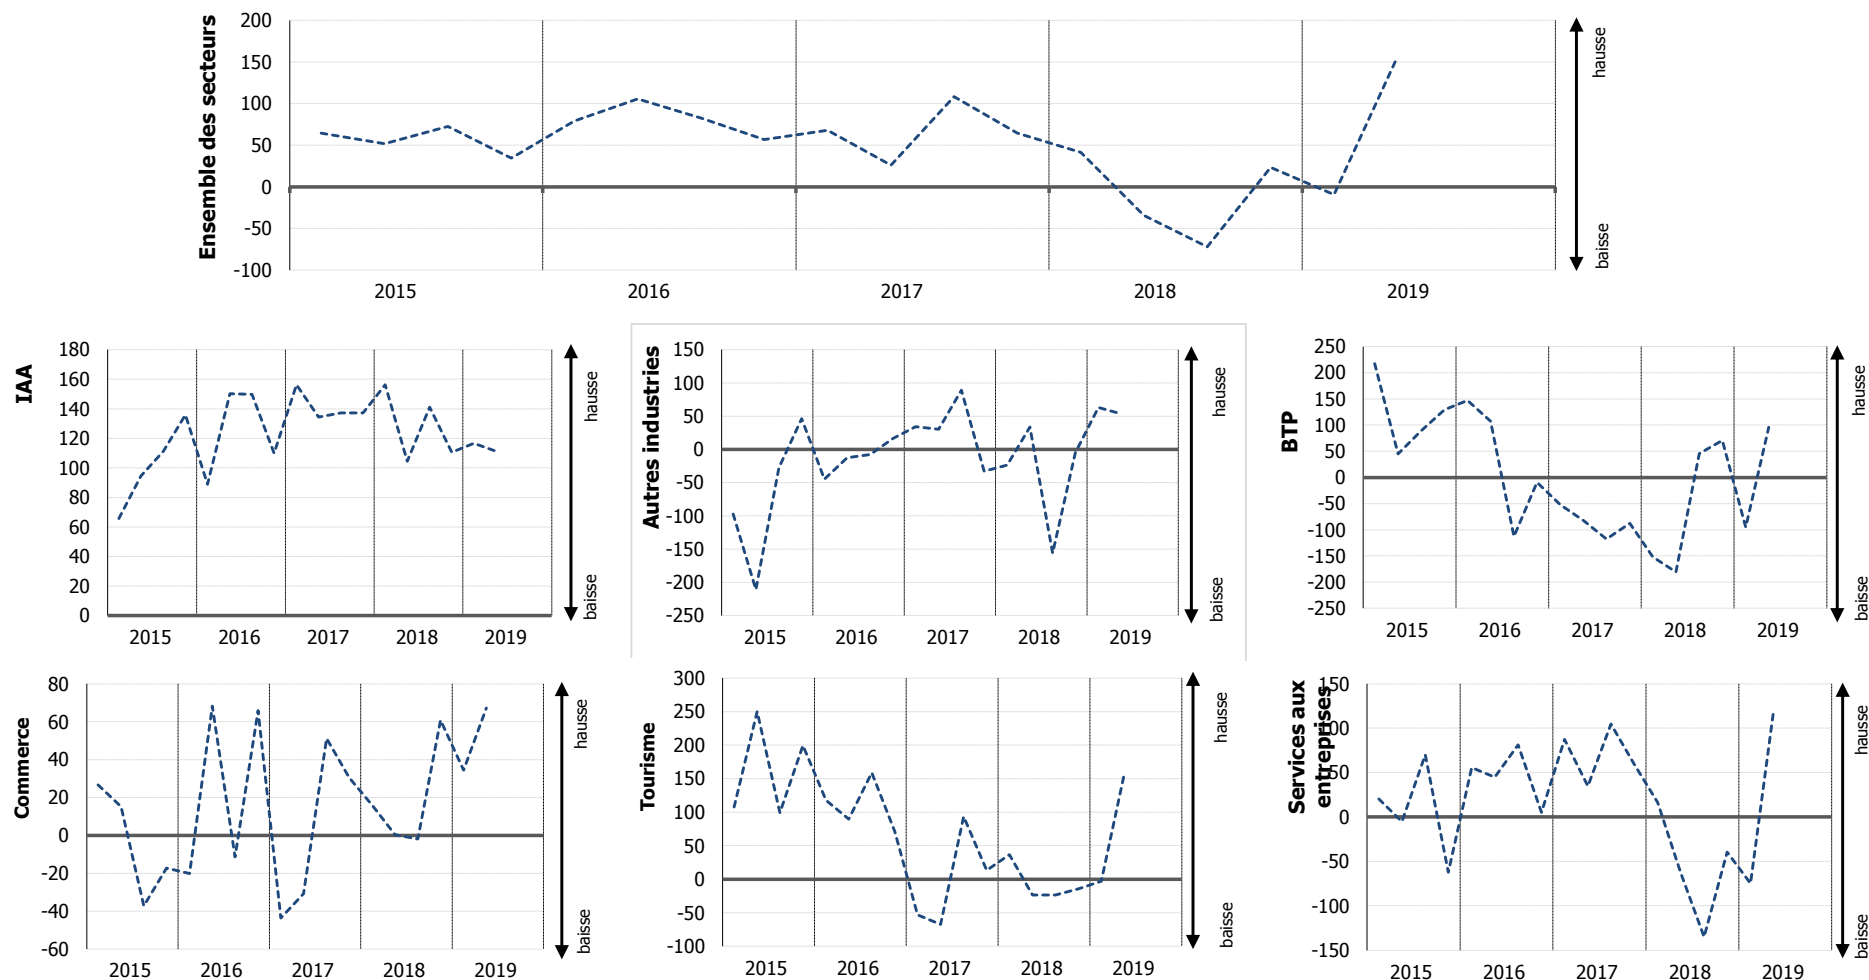 Ensemble des secteurs
200
150
100
50
0
-50
-100
hausse
baisse
2015 2016 2017 2018 2019
IAA
180
160
140
120
100
80
60
40
20
0
hausse
baisse
2015 2016 2017 2018 2019
Autres industries
150
100
50
0
-50
-100
-150
-200
-250
hausse
baisse
2015 2016 2017 2018 2019
BTP
250
200
150
100
50
0
-50
-100
-150
-200
-250
hausse
baisse
2015 2016 2017 2018 2019
Commerce
80
60
40
20
0
-20
-40
-60
hausse
baisse
2015 2016 2017 2018 2019
Tourisme
300
250
200
150
100
50
0
-50
-100
hausse
baisse
2015 2016 2017 2018 2019
Services aux
entreprises
150
100
50
0
-50
-100
-150
hausse
baisse
2015 2016 2017 2018 2019